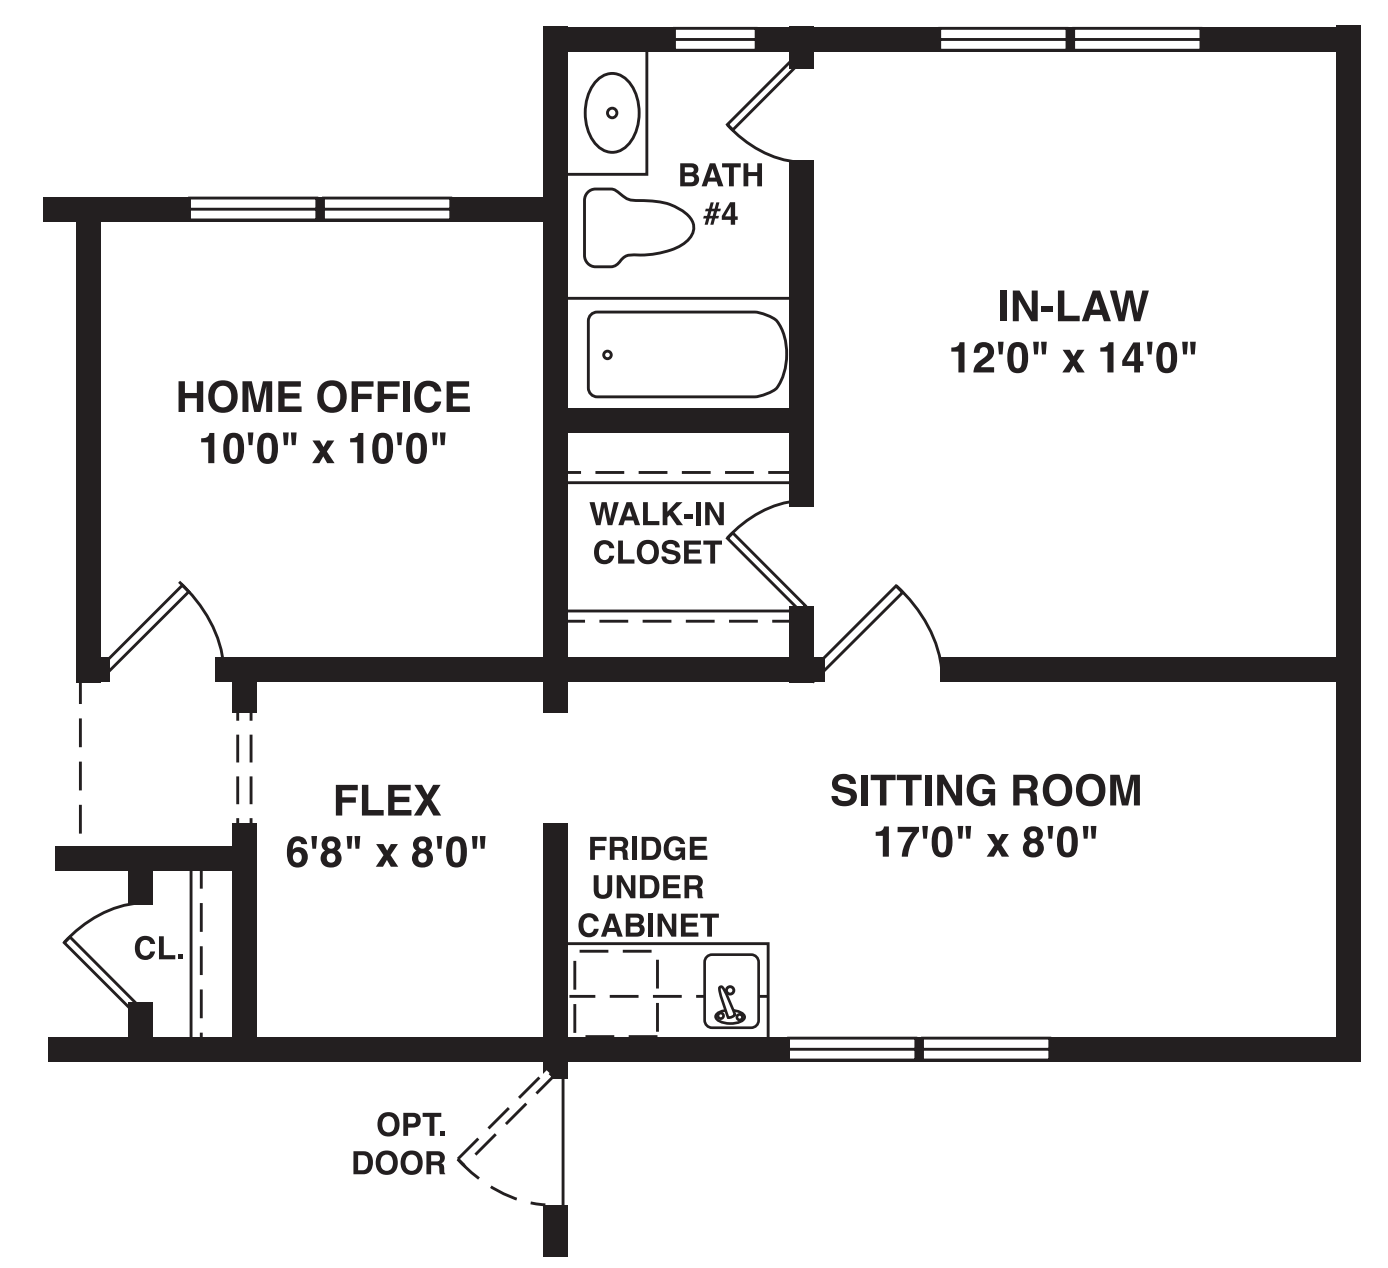 BATH
#4
IN-LAW
12'0" x 14'0"
HOME OFFICE
10'0" x 10'0"
WALK-IN
CLOSET
FLEX
6'8" x 8'0"
SITTING ROOM
17'0" x 8'0"
FRIDGE
UNDER
CABINET
CL.
OPT.
DOOR